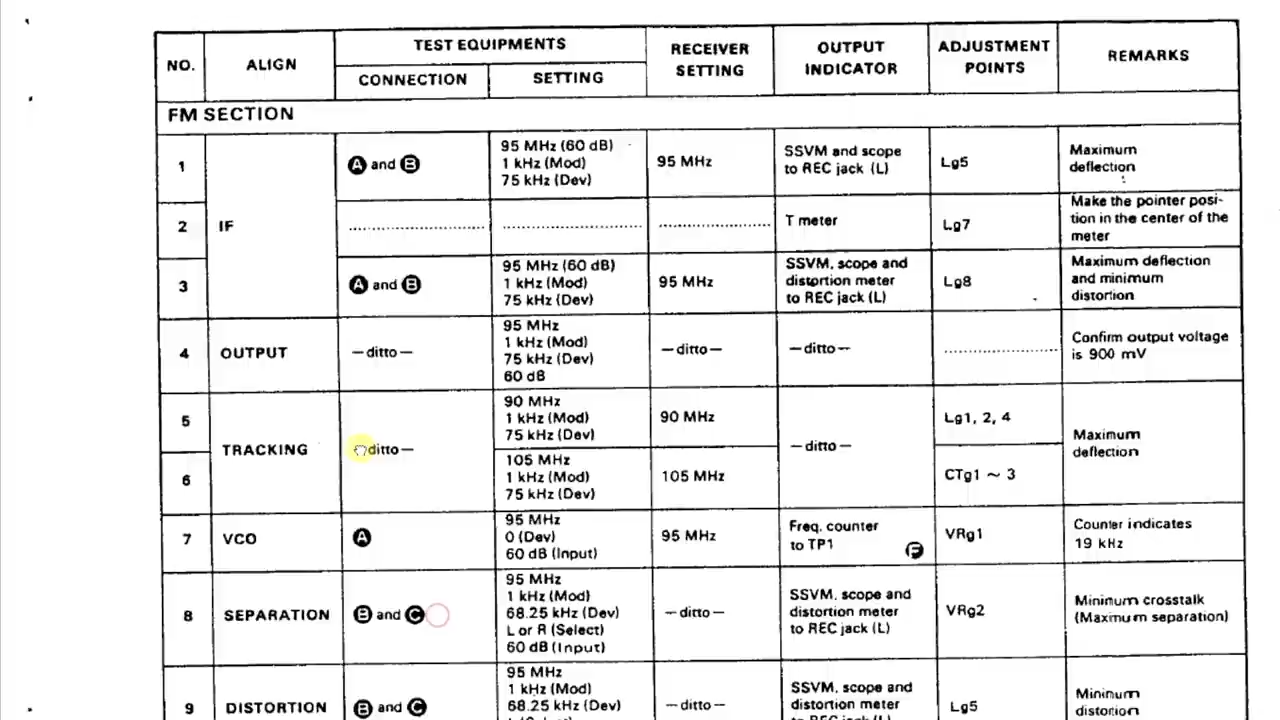 NO.
ALIGN
TEST EQUIPMENTS
CONNECTION
SETTING
RECEIVER
SETTING
OUTPUT
INDICATOR
ADJUSTMENT
POINTS
REMARKS
FM SECTION
1
IF
A and B
95 MHz (60 dB)
1 kHz (Mod)
75 kHz (Dev)
95 MHz
SSVM and scope
to REC jack (L)
Lg5
Maximum
deflection
2
T meter
Lg7
Make the pointer posi-
tion in the center of the
meter
3
A and B
95 MHz (60 dB)
1 kHz (Mod)
75 kHz (Dev)
95 MHz
SSVM, scope and
distortion meter
to REC jack (L)
Lg8
Maximum deflection
and minimum
distortion
4
OUTPUT
—ditto—
95 MHz
1 kHz (Mod)
75 kHz (Dev)
60 dB
—ditto—
—ditto—
Confirm output voltage
is 900 mV
5
TRACKING
—ditto—
90 MHz
1 kHz (Mod)
75 kHz (Dev)
90 MHz
—ditto—
Lg1, 2, 4
Maximum
deflection
6
105 MHz
1 kHz (Mod)
75 kHz (Dev)
105 MHz
CTg1 ~ 3
7
VCO
A
95 MHz
0 (Dev)
60 dB (Input)
95 MHz
Freq. counter
to TP1
F
VRg1
Counter indicates
19 kHz
8
SEPARATION
B and C
95 MHz
1 kHz (Mod)
68.25 kHz (Dev)
L or R (Select)
60 dB (Input)
—ditto—
SSVM, scope and
distortion meter
to REC jack (L)
VRg2
Minimum crosstalk
(Maximum separation)
9
DISTORTION
B and C
95 MHz
1 kHz (Mod)
68.25 kHz (Dev)
—ditto—
SSVM, scope and
distortion meter
to REC jack (L)
Lg5
Minimum
distortion